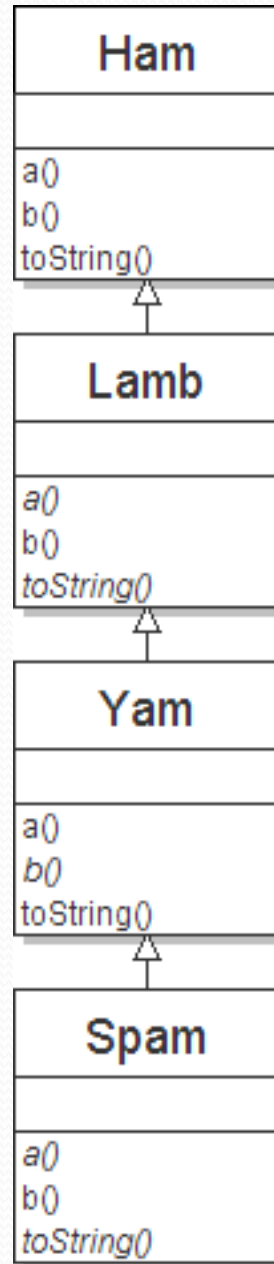 Ham
a()
b()
toString()
Lamb
a()
b()
toString()
Yam
a()
b()
toString()
Spam
a()
b()
toString()